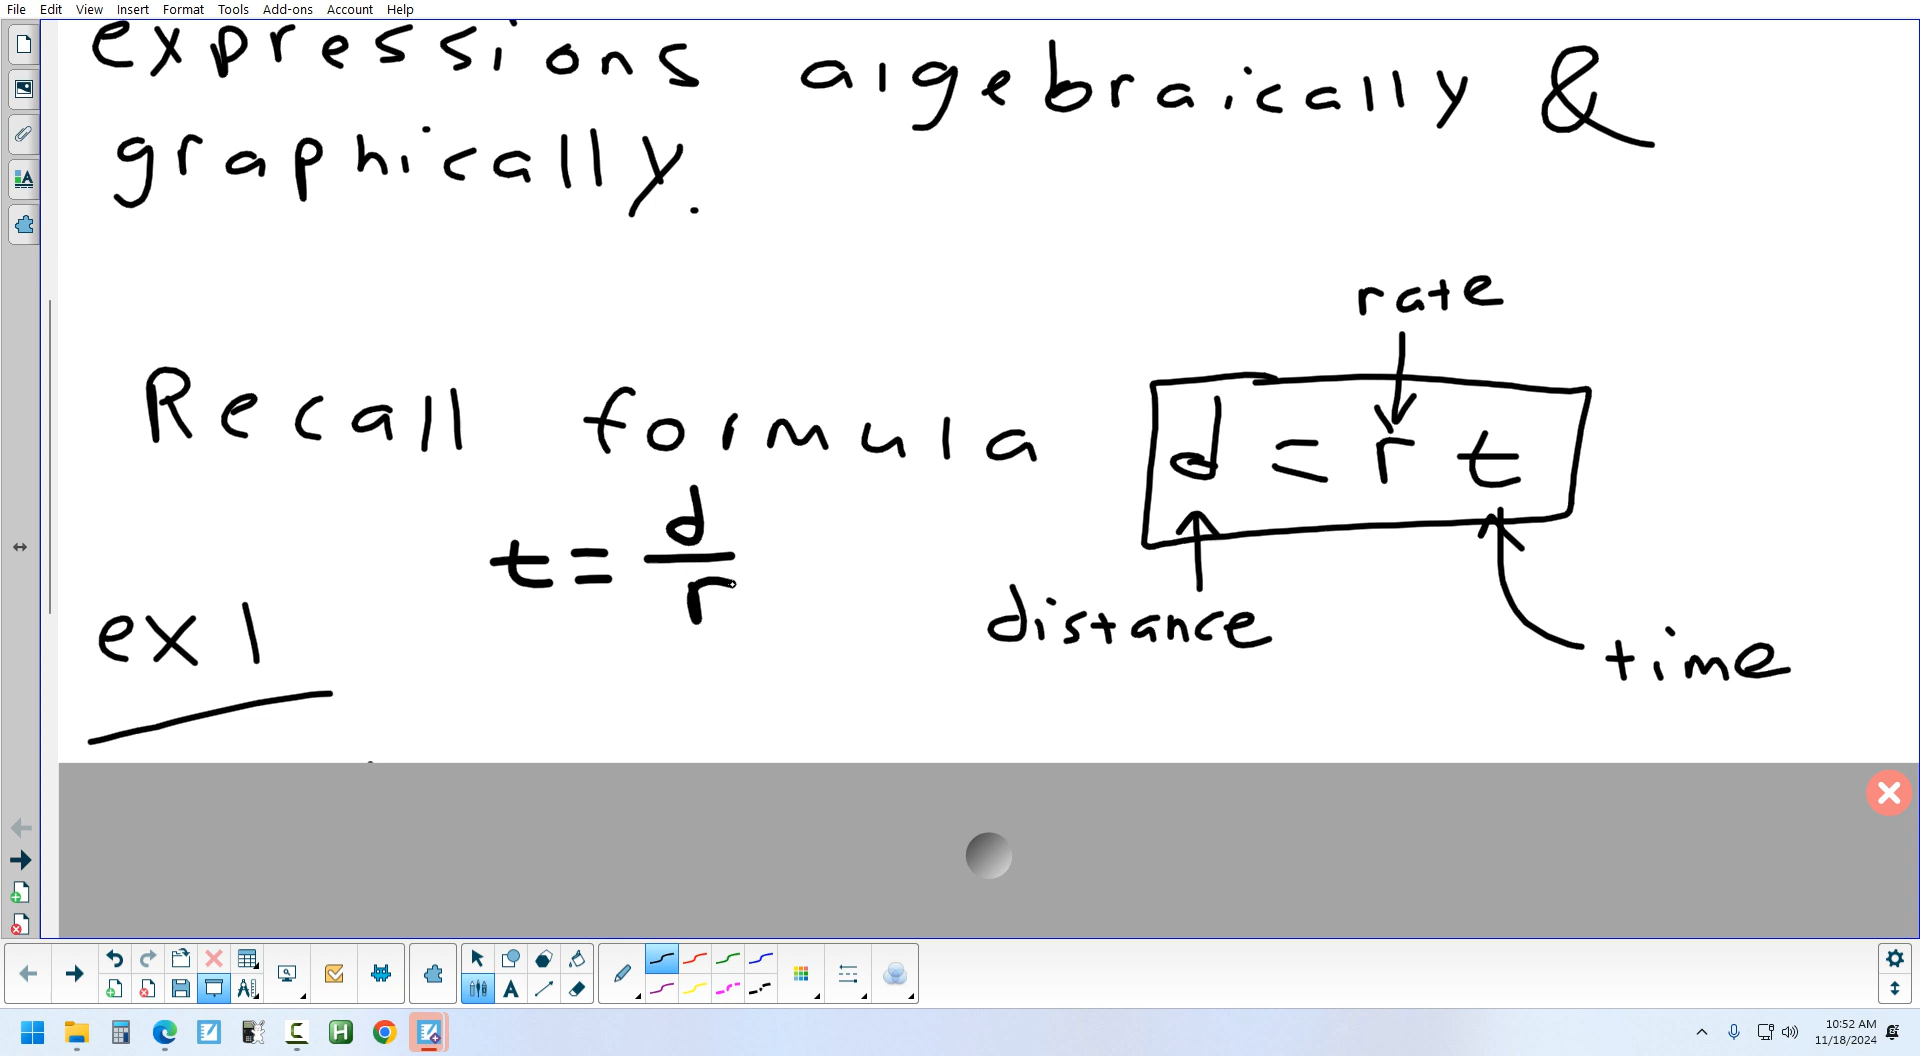 File Edit View Insert Format Tools Add-ons Account Help
expressions algebraically &
graphically.
rate
Recall formula d = r t
t = d/r
distance
time
ex 1
10:52 AM
11/18/2024